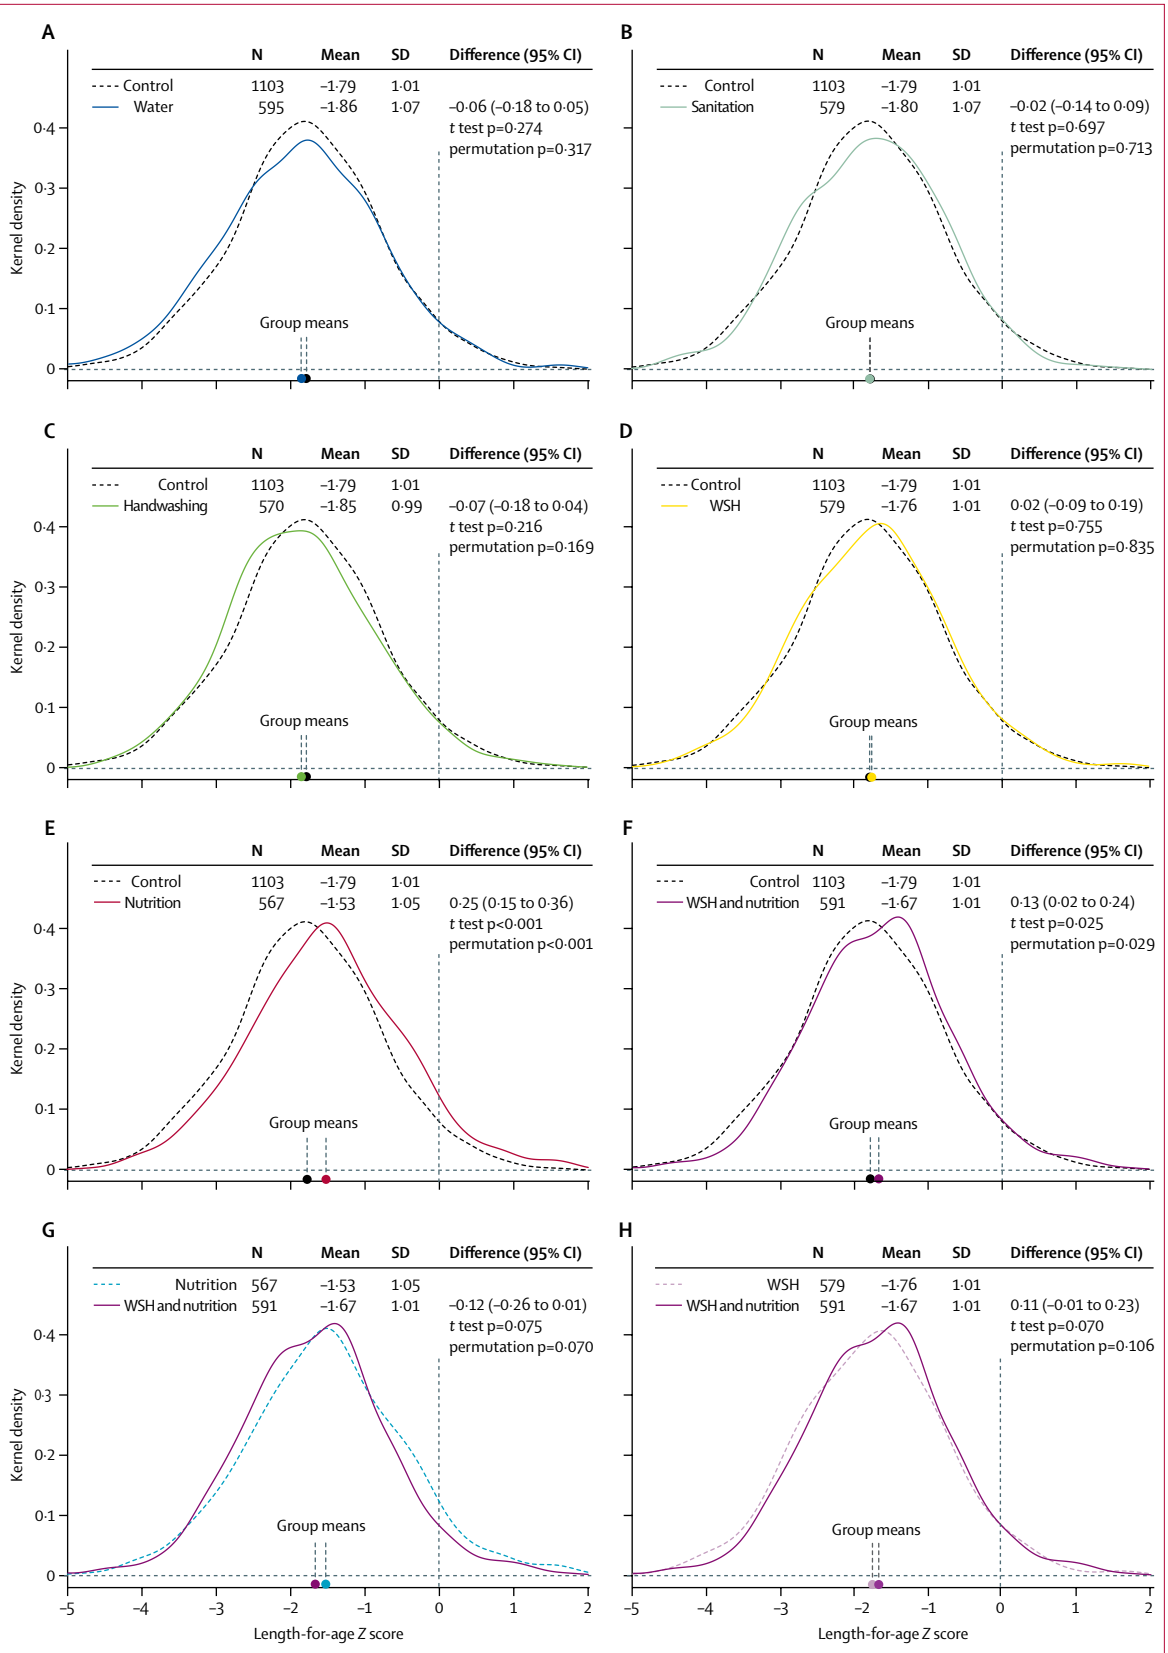 A
N Mean SD Difference (95% CI)
Control 1103 –1·79 1·01
Water 595 –1·86 1·07 –0·06 (–0·18 to 0·05)
t test p=0·274
permutation p=0·317
0·4
0·3
0·2
0·1
0
Kernel density
Group means
B
N Mean SD Difference (95% CI)
Control 1103 –1·79 1·01
Sanitation 579 –1·80 1·07 –0·02 (–0·14 to 0·09)
t test p=0·697
permutation p=0·713
Group means
C
N Mean SD Difference (95% CI)
Control 1103 –1·79 1·01
Handwashing 570 –1·85 0·99 –0·07 (–0·18 to 0·04)
t test p=0·216
permutation p=0·169
0·4
0·3
0·2
0·1
0
Kernel density
Group means
D
N Mean SD Difference (95% CI)
Control 1103 –1·79 1·01
WSH 579 –1·76 1·01 0·02 (–0·09 to 0·19)
t test p=0·755
permutation p=0·835
Group means
E
N Mean SD Difference (95% CI)
Control 1103 –1·79 1·01
Nutrition 567 –1·53 1·05 0·25 (0·15 to 0·36)
t test p<0·001
permutation p<0·001
0·4
0·3
0·2
0·1
0
Kernel density
Group means
F
N Mean SD Difference (95% CI)
Control 1103 –1·79 1·01
WSH and nutrition 591 –1·67 1·01 0·13 (0·02 to 0·24)
t test p=0·025
permutation p=0·029
Group means
G
N Mean SD Difference (95% CI)
Nutrition 567 –1·53 1·05
WSH and nutrition 591 –1·67 1·01 –0·12 (–0·26 to 0·01)
t test p=0·075
permutation p=0·070
0·4
0·3
0·2
0·1
0
Kernel density
Group means
–5 –4 –3 –2 –1 0 1 2
Length-for-age Z score
H
N Mean SD Difference (95% CI)
WSH 579 –1·76 1·01
WSH and nutrition 591 –1·67 1·01 0·11 (–0·01 to 0·23)
t test p=0·070
permutation p=0·106
Group means
–5 –4 –3 –2 –1 0 1 2
Length-for-age Z score